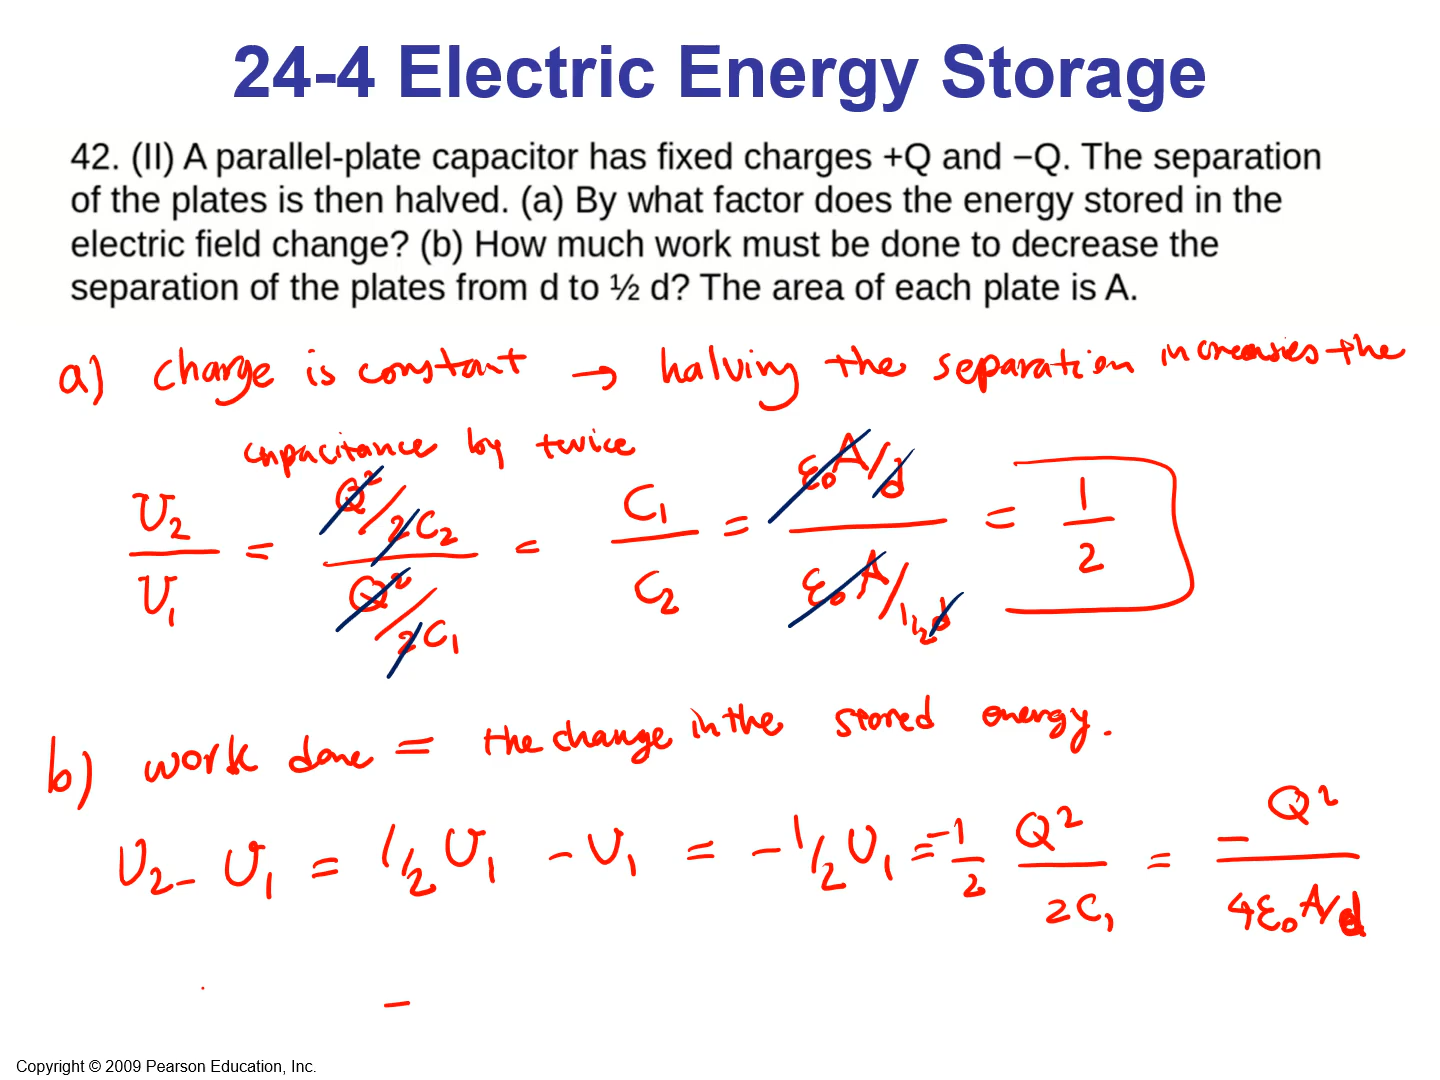 24-4 Electric Energy Storage
42. (II) A parallel-plate capacitor has fixed charges +Q and −Q. The separation
of the plates is then halved. (a) By what factor does the energy stored in the
electric field change? (b) How much work must be done to decrease the
separation of the plates from d to ½ d? The area of each plate is A.
a) charge is constant → halving the separation increases the
capacitance by twice
U₂/U₁ = (Q²/2C₂)/(Q²/2C₁) = C₁/C₂ = (ε₀A/d)/(ε₀A/½d) = 1/2
b) work done = the change in the stored energy.
U₂ - U₁ = 1/2 U₁ - U₁ = -1/2 U₁ = -1/2 Q²/2C₁ = -Q²/4ε₀A/d
–
Copyright © 2009 Pearson Education, Inc.